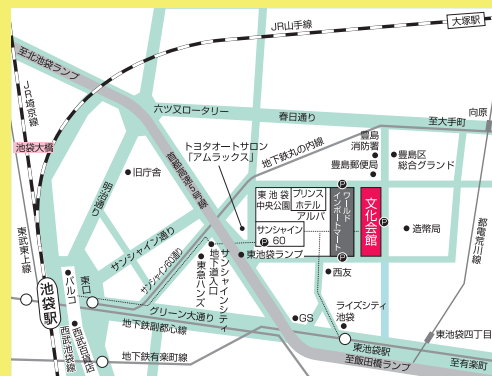 大塚駅
JR山手線
至北池袋ランプ
JR埼京線
六ツ又ロータリー
春日通り
至大手町
向原
池袋大橋
トヨタオートサロン
「アムラックス」
地下鉄丸の内線
豊島
消防署
豊島郵便局
豊島区
総合グランド
旧庁舎
首都高速5号線
明治通り
P
東池袋
中央公園
プリンス
ホテル
アルパ
サンシャイン
60
P
ワールド
インポートマート
P
文化会館
P
造幣局
都電荒川線
東武東上線
サンシャイン通り
サンシャイン60通り
サンシャインシティ
地下道入口
東急ハンズ
東池袋ランプ
西友
池袋駅
パルコ
東口
西武百貨店
西武池袋線
グリーン大通り
地下鉄副都心線
地下鉄有楽町線
GS
ライズシティ
池袋
東池袋駅
東池袋四丁目
至飯田橋ランプ
至有楽町